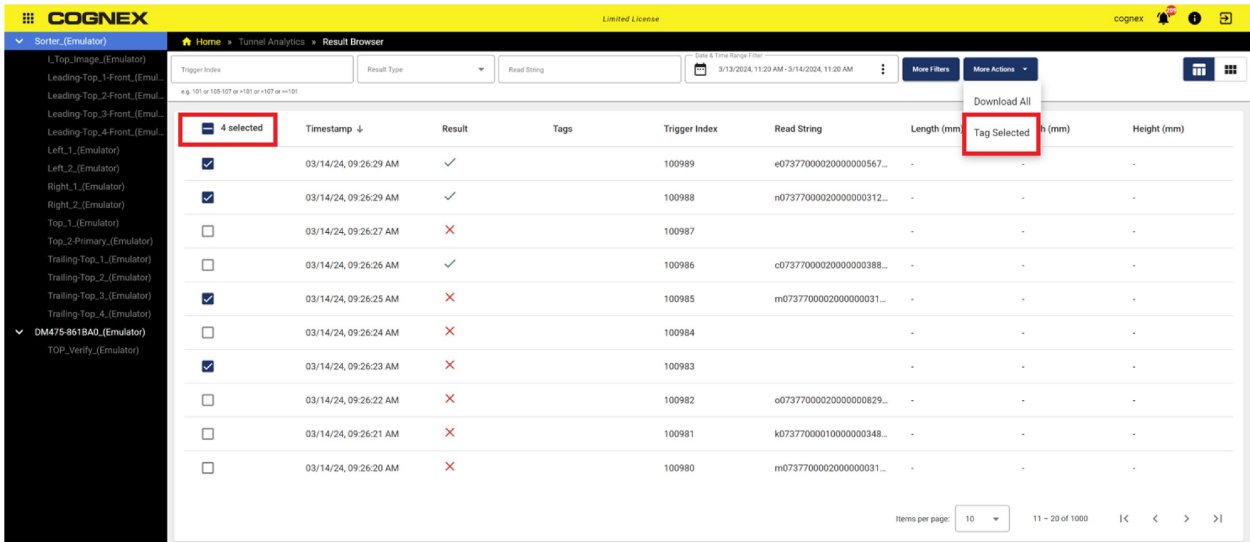 COGNEX
Limited License
cognex
209
Sorter_(Emulator)
Home » Tunnel Analytics » Result Browser
I_Top_Image_(Emulator)
Leading-Top_1-Front_(Emul...
Leading-Top_2-Front_(Emul...
Leading-Top_3-Front_(Emul...
Leading-Top_4-Front_(Emul...
Left_1_(Emulator)
Left_2_(Emulator)
Right_1_(Emulator)
Right_2_(Emulator)
Top_1_(Emulator)
Top_2-Primary_(Emulator)
Trailing-Top_1_(Emulator)
Trailing-Top_2_(Emulator)
Trailing-Top_3_(Emulator)
Trailing-Top_4_(Emulator)
DM475-861BA0_(Emulator)
TOP_Verify_(Emulator)
Trigger Index
Result Type
Read String
Date & Time Range Filter
3/13/2024, 11:20 AM - 3/14/2024, 11:20 AM
More Filters
More Actions
e.g. 101 or 105-107 or >101 or <107 or >=101
Download All
Tag Selected
4 selected Timestamp Result Tags Trigger Index Read String Length (mm) h (mm) Height (mm)
03/14/24, 09:26:29 AM 100989 e07377000020000000567... - - -
03/14/24, 09:26:29 AM 100988 n07377000020000000312... - - -
03/14/24, 09:26:27 AM 100987 - - -
03/14/24, 09:26:26 AM 100986 c07377000020000000388... - - -
03/14/24, 09:26:25 AM 100985 m0737700002000000031... - - -
03/14/24, 09:26:24 AM 100984 - - -
03/14/24, 09:26:23 AM 100983 - - -
03/14/24, 09:26:22 AM 100982 o07377000020000000829... - - -
03/14/24, 09:26:21 AM 100981 k07377000010000000348... - - -
03/14/24, 09:26:20 AM 100980 m0737700002000000031... - - -
Items per page: 10 11 – 20 of 1000